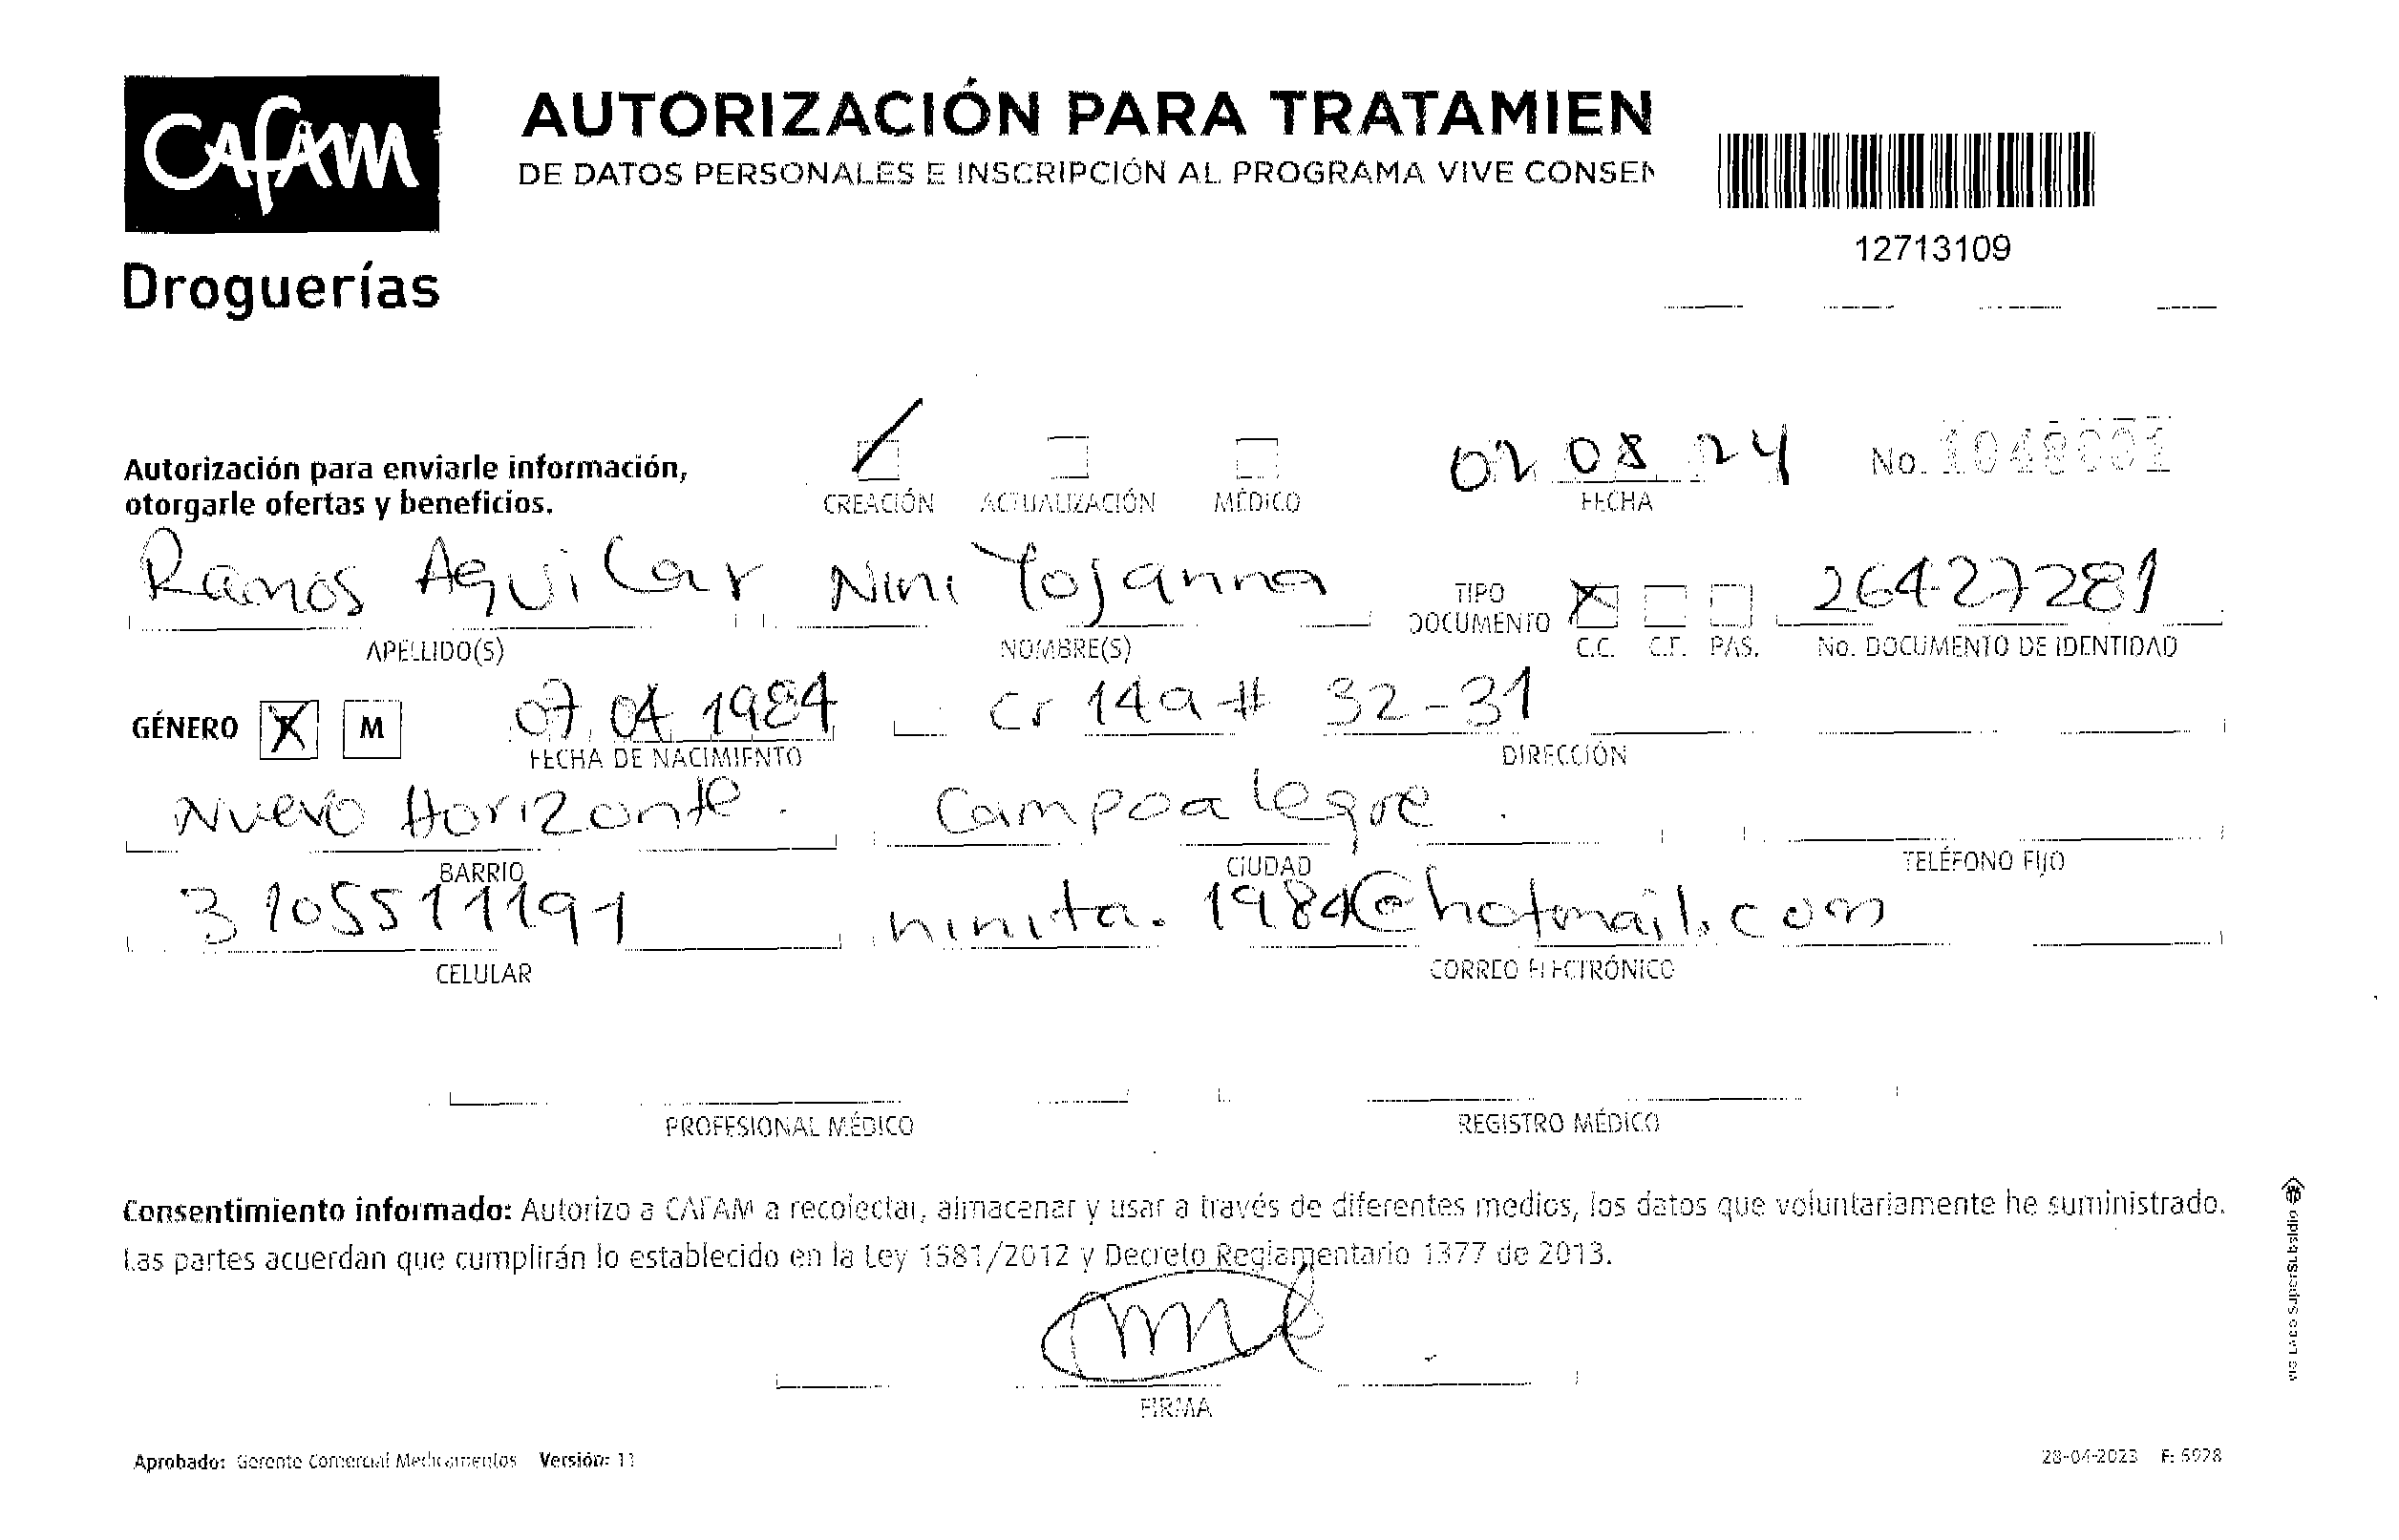 CAFAM
Droguerías
AUTORIZACIÓN PARA TRATAMIEN
DE DATOS PERSONALES E INSCRIPCIÓN AL PROGRAMA VIVE CONSEN
12713109
Autorización para enviarle información,
otorgarle ofertas y beneficios.
CREACIÓN ACTUALIZACIÓN MÉDICO
02 08 24
FECHA
No. 1048001
Ramos Aguilar Nini Yojanna
APELLIDO(S) NOMBRE(S)
TIPO
DOCUMENTO
C.C. C.E. PAS.
26427281
No. DOCUMENTO DE IDENTIDAD
GÉNERO X M
07 04 1984 Cr 14a # 32-31
FECHA DE NACIMIENTO DIRECCIÓN
Nuevo Horizonte. Campoalegre.
BARRIO CIUDAD TELÉFONO FIJO
3105511191 ninita.1984@hotmail.com
CELULAR CORREO ELECTRÓNICO
PROFESIONAL MÉDICO REGISTRO MÉDICO
Consentimiento informado: Autorizo a CAFAM a recolectar, almacenar y usar a través de diferentes medios, los datos que voluntariamente he suministrado.
Las partes acuerdan que cumplirán lo establecido en la Ley 1581/2012 y Decreto Reglamentario 1377 de 2013.
FIRMA
Aprobado: Gerente Comercial Medicamentos Versión: 11
28-04-2023 F: 5928
VIGILADO SuperSubsidio